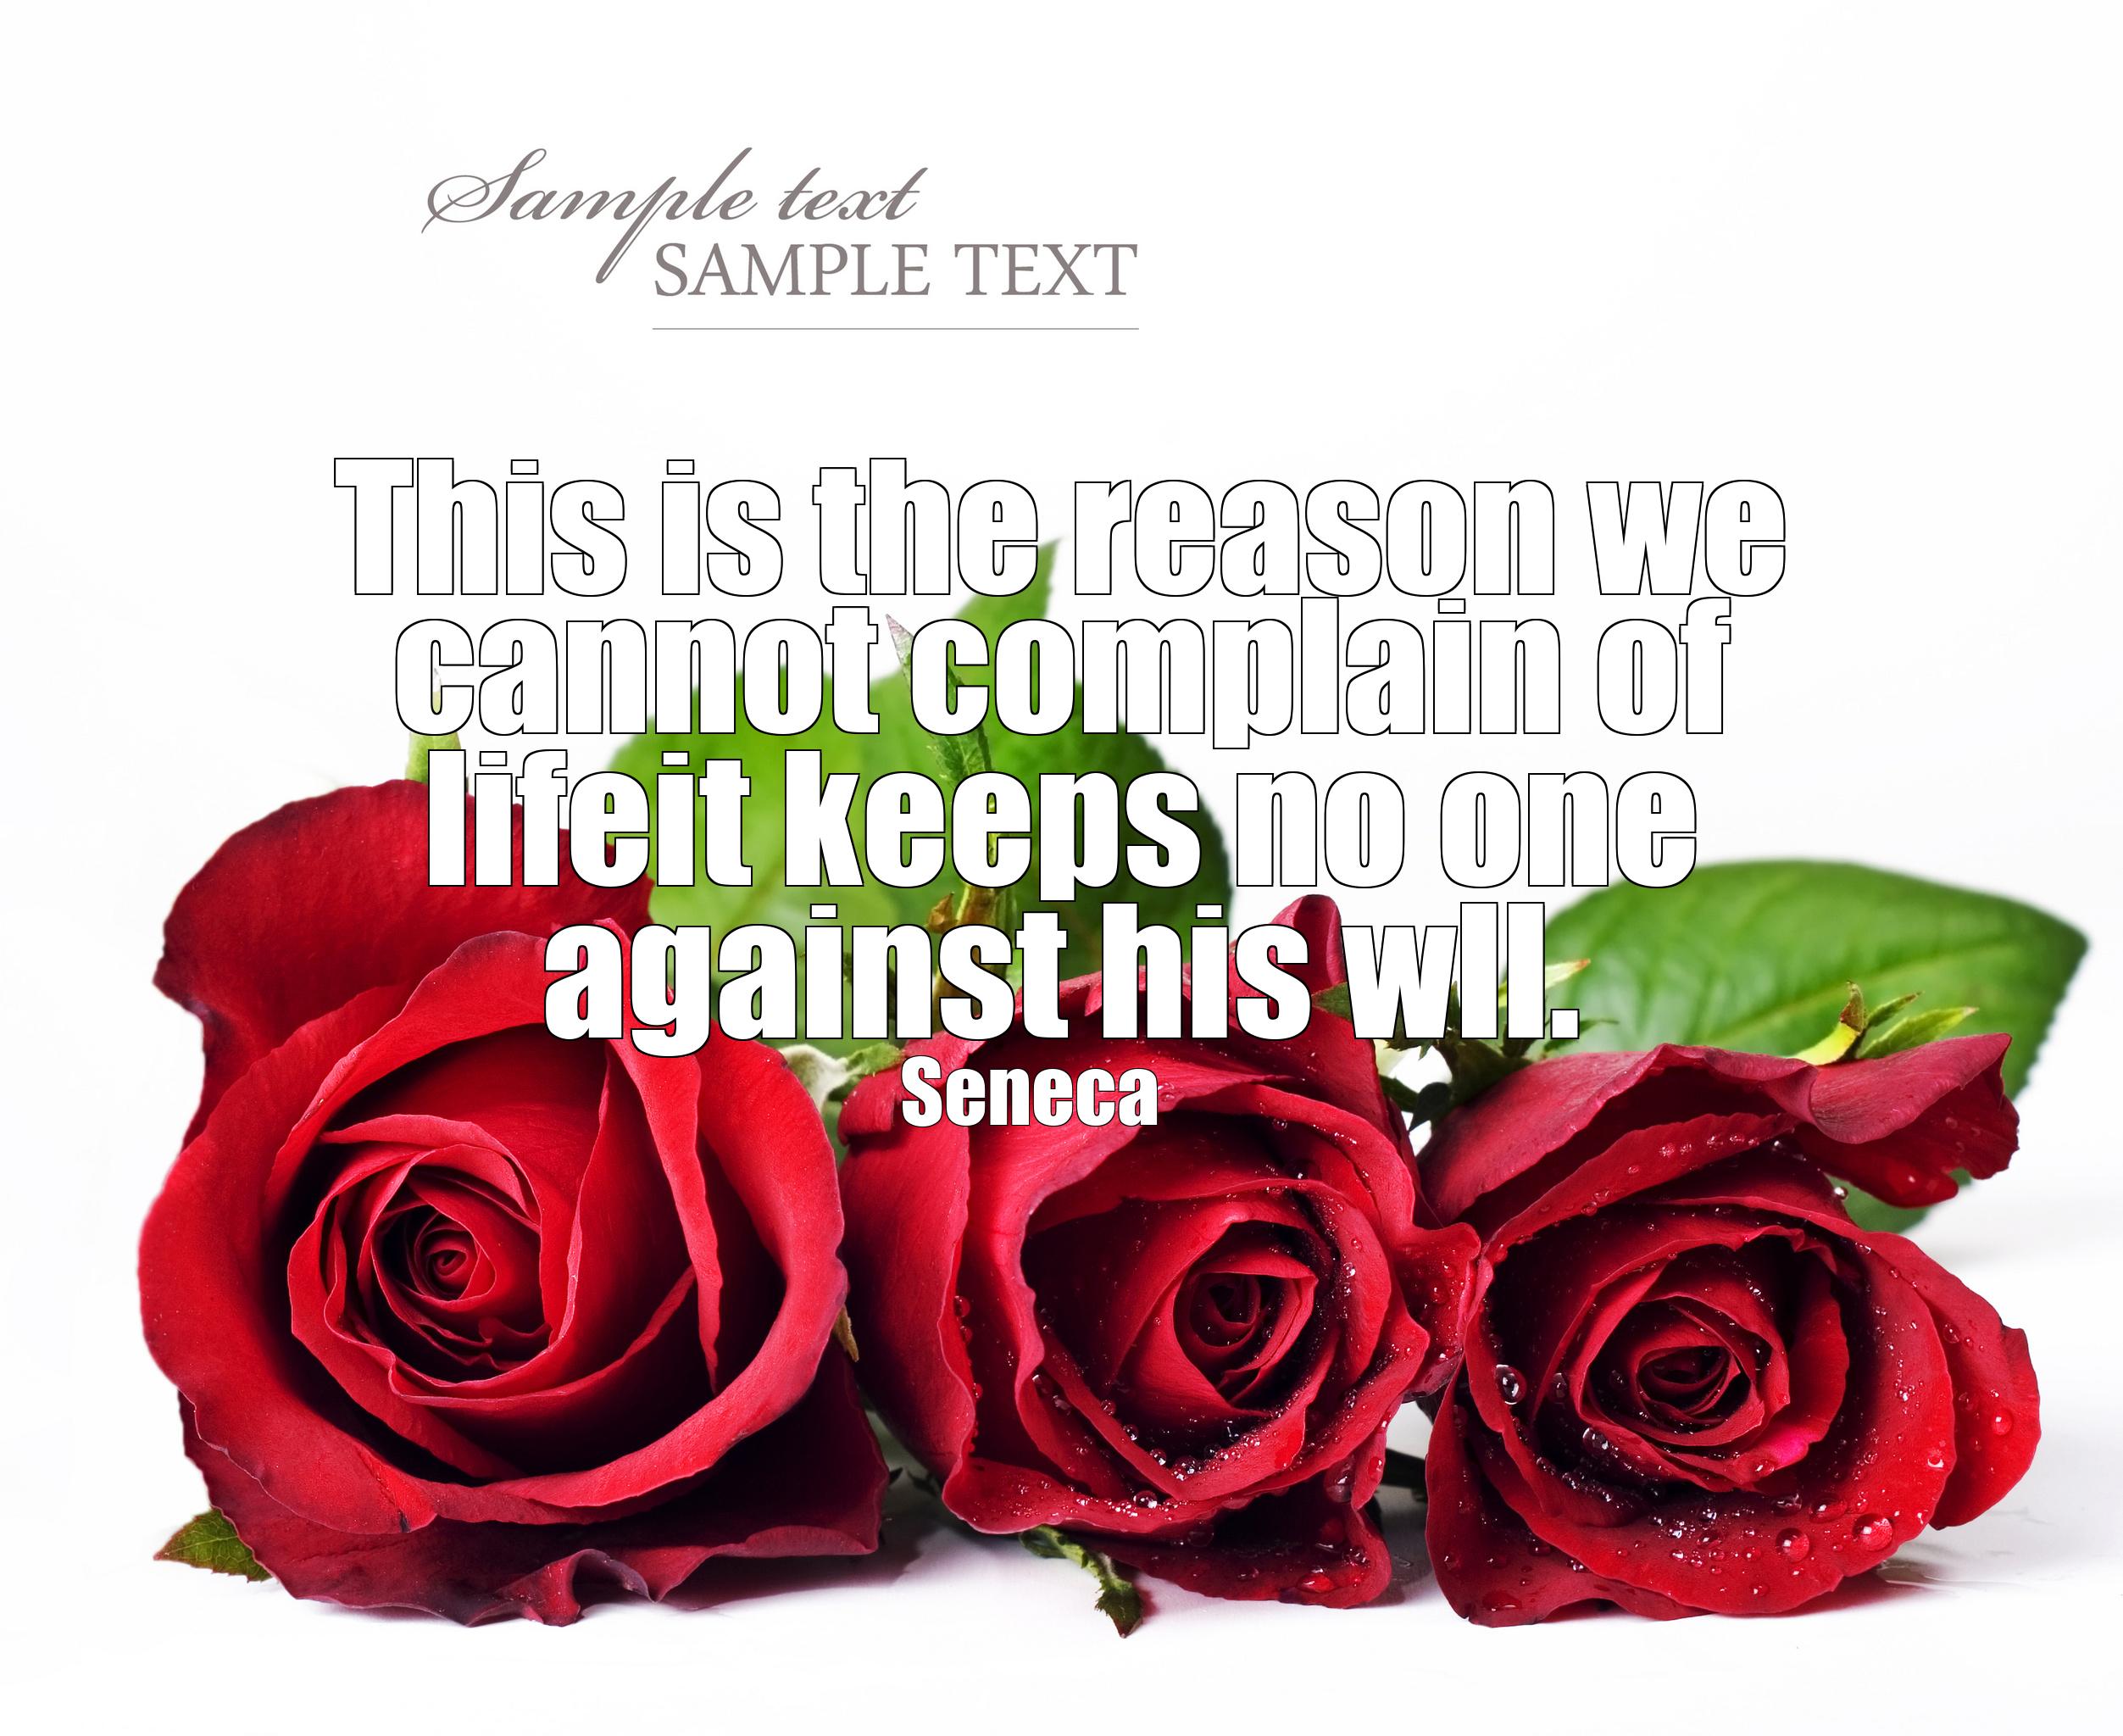 Sample text
SAMPLE TEXT
This is the reason we
cannot complain of
lifeit keeps no one
against his wll.
Seneca